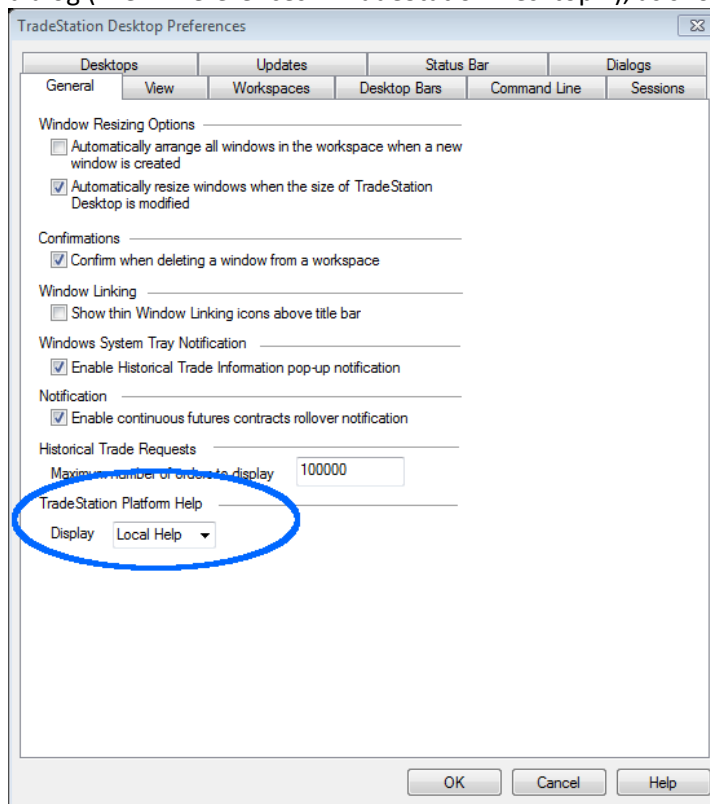 TradeStation Desktop Preferences
Desktops Updates Status Bar Dialogs
General View Workspaces Desktop Bars Command Line Sessions
Window Resizing Options
Automatically arrange all windows in the workspace when a new
window is created
Automatically resize windows when the size of TradeStation
Desktop is modified
Confirmations
Confirm when deleting a window from a workspace
Window Linking
Show thin Window Linking icons above title bar
Windows System Tray Notification
Enable Historical Trade Information pop-up notification
Notification
Enable continuous futures contracts rollover notification
Historical Trade Requests
Maximum number of orders to display 100000
TradeStation Platform Help
Display Local Help
OK Cancel Help